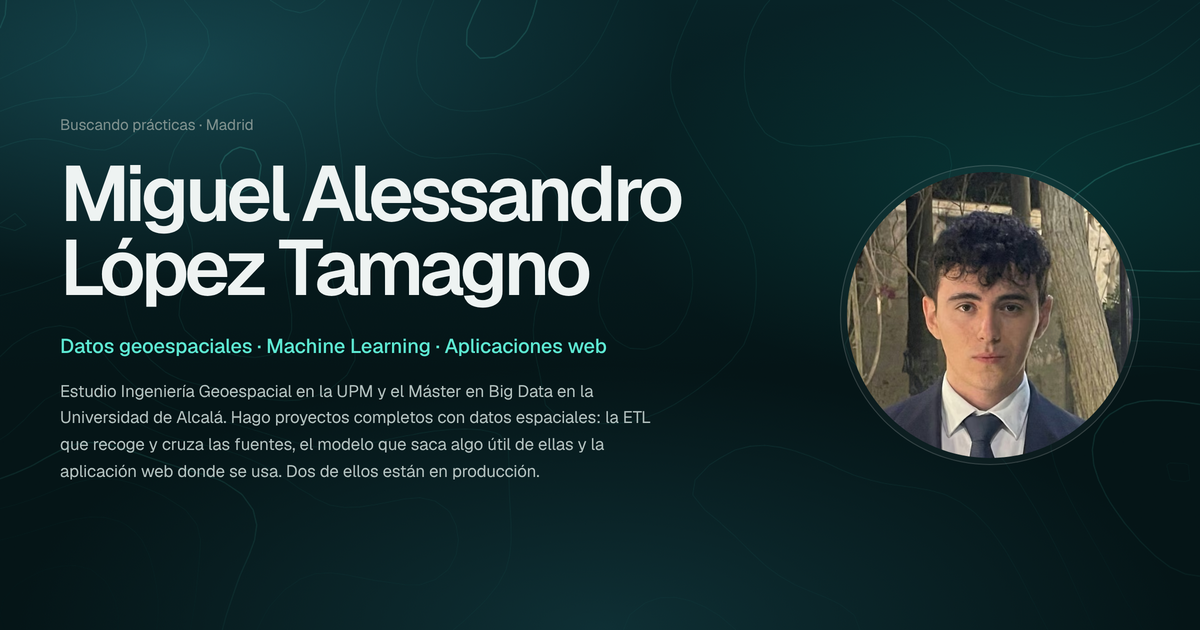 Buscando prácticas · Madrid
Miguel Alessandro
López Tamagno
Datos geoespaciales · Machine Learning · Aplicaciones web
Estudio Ingeniería Geoespacial en la UPM y el Máster en Big Data en la
Universidad de Alcalá. Hago proyectos completos con datos espaciales: la ETL
que recoge y cruza las fuentes, el modelo que saca algo útil de ellas y la
aplicación web donde se usa. Dos de ellos están en producción.